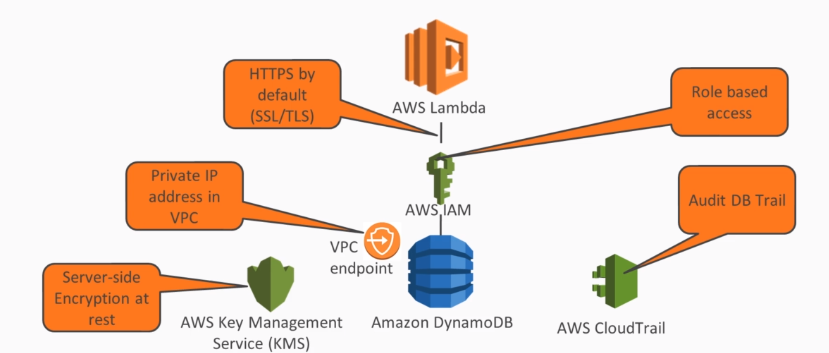 HTTPS by
default
(SSL/TLS)
AWS Lambda
Role based
access
Private IP
address in
VPC
AWS IAM
Audit DB Trail
VPC
endpoint
Server-side
Encryption at
rest
AWS Key Management
Service (KMS)
Amazon DynamoDB
AWS CloudTrail